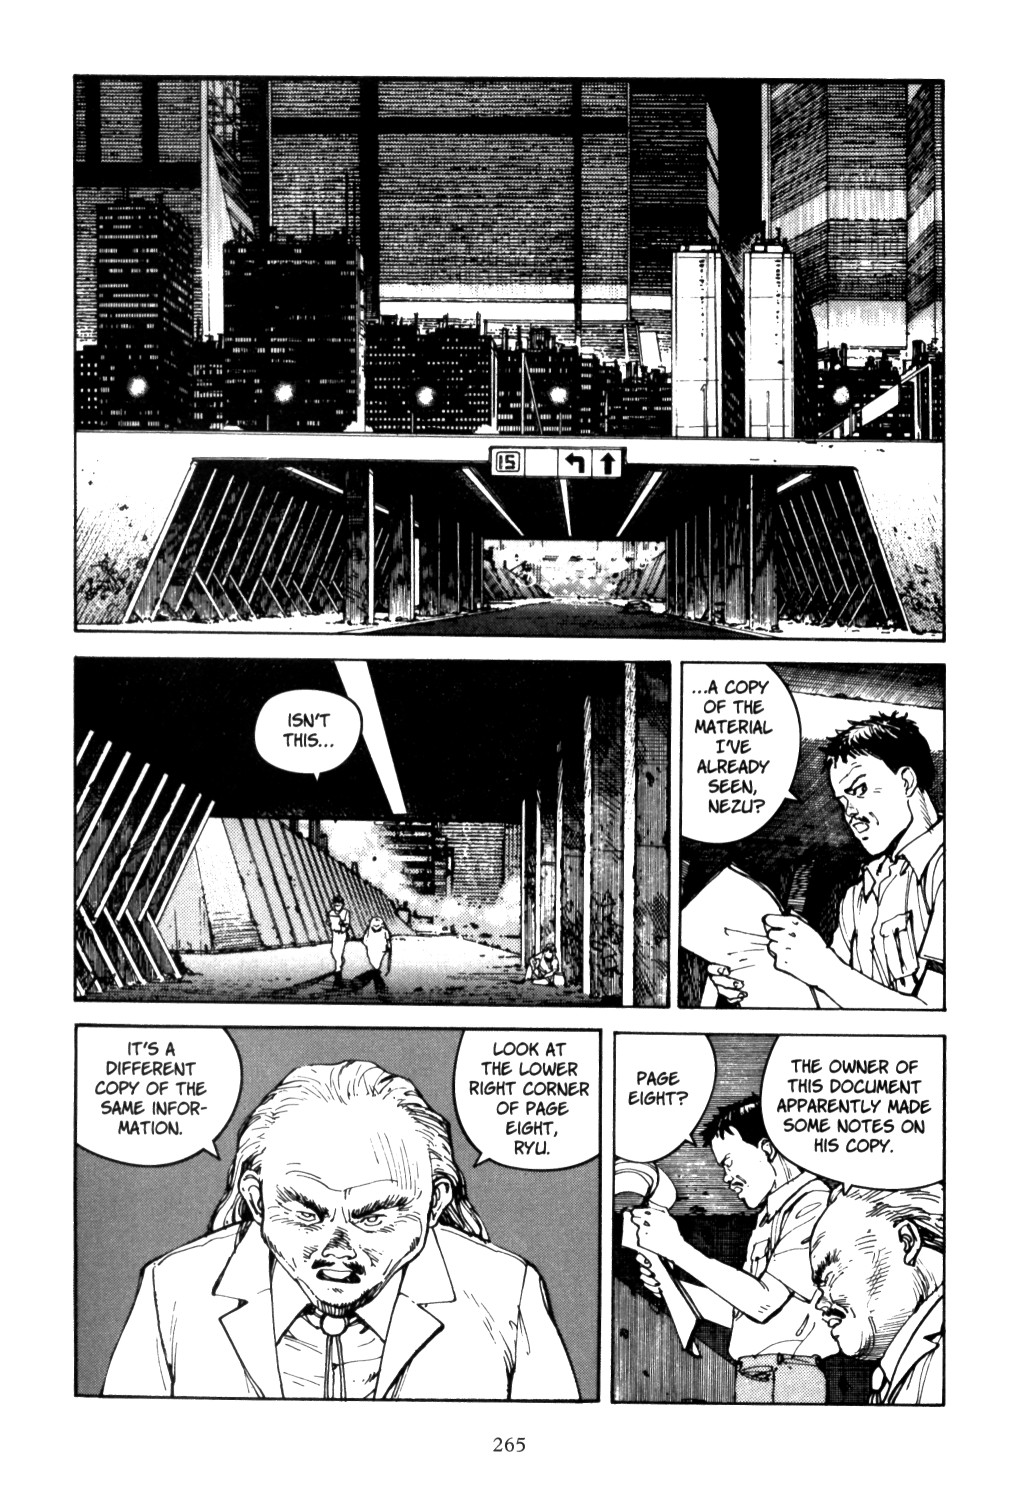 15
ISN'T
THIS...
...A COPY
OF THE
MATERIAL
I'VE
ALREADY
SEEN,
NEZU?
IT'S A
DIFFERENT
COPY OF THE
SAME INFOR-
MATION.
LOOK AT
THE LOWER
RIGHT CORNER
OF PAGE
EIGHT,
RYU.
PAGE
EIGHT?
THE OWNER OF
THIS DOCUMENT
APPARENTLY MADE
SOME NOTES ON
HIS COPY.
265